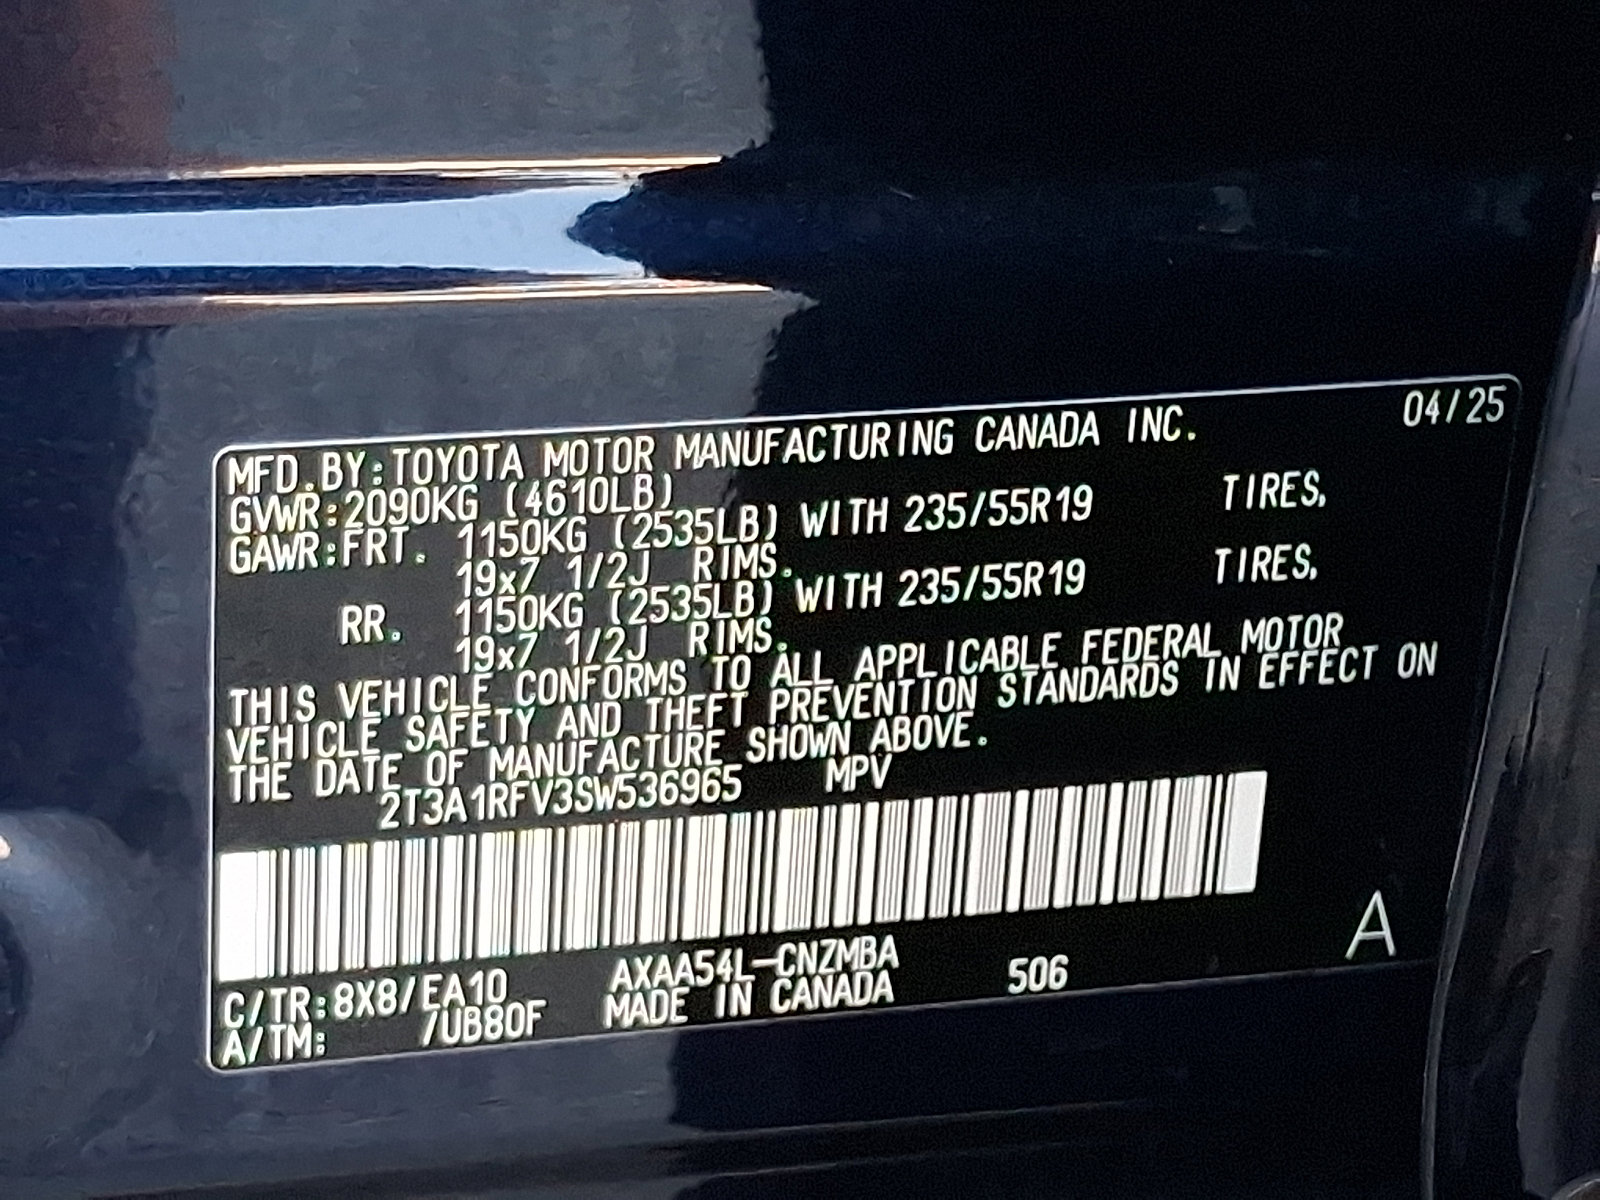 04/25
MFD.BY:TOYOTA MOTOR MANUFACTURING CANADA INC.
GVWR:2090KG (4610LB)
GAWR:FRT. 1150KG (2535LB) WITH 235/55R19 TIRES,
19x7 1/2J RIMS.
RR. 1150KG (2535LB) WITH 235/55R19 TIRES,
19x7 1/2J RIMS.
THIS VEHICLE CONFORMS TO ALL APPLICABLE FEDERAL MOTOR
VEHICLE SAFETY AND THEFT PREVENTION STANDARDS IN EFFECT ON
THE DATE OF MANUFACTURE SHOWN ABOVE.
2T3A1RFV3SW536965 MPV
C/TR:8X8/EA10 AXAA54L-CNZMBA 506 A
A/TM: /UB80F MADE IN CANADA